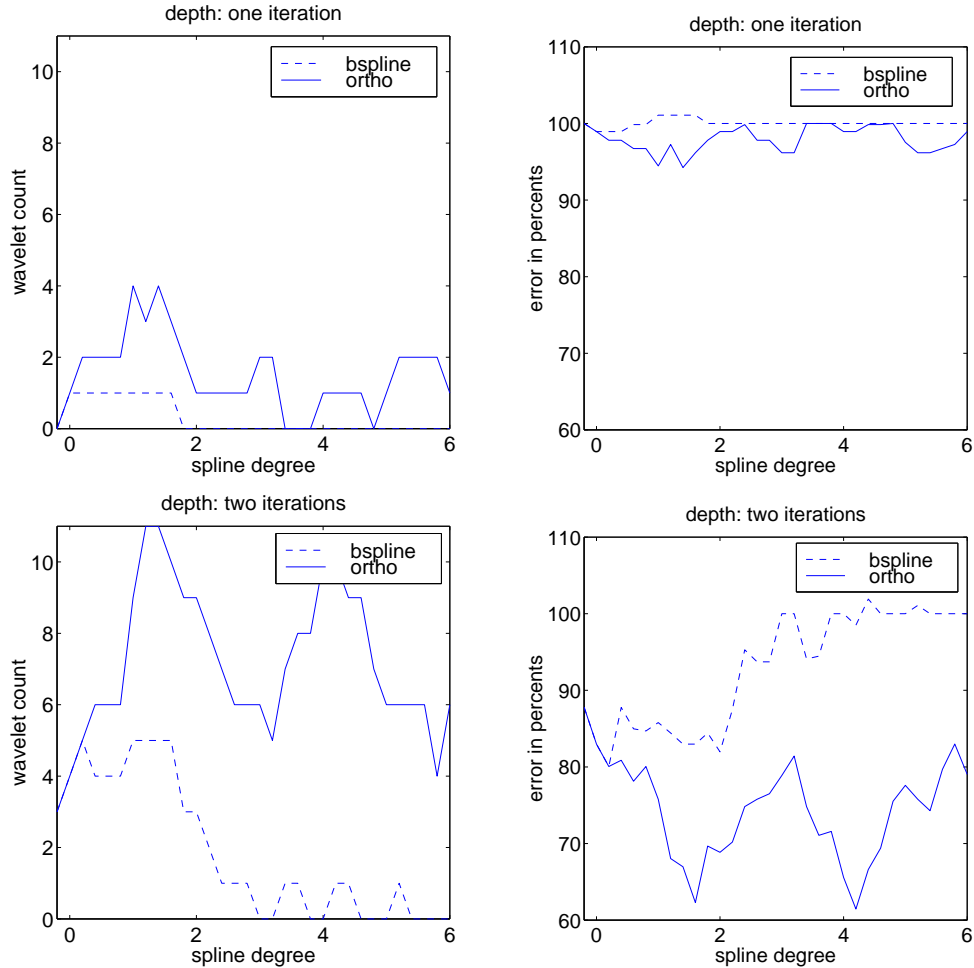 depth: one iteration
10
8
6
4
2
0
wavelet count
bspline
ortho
0 2 4 6
spline degree
depth: one iteration
110
100
90
80
70
60
error in percents
bspline
ortho
0 2 4 6
spline degree
depth: two iterations
10
8
6
4
2
0
wavelet count
bspline
ortho
0 2 4 6
spline degree
depth: two iterations
110
100
90
80
70
60
error in percents
bspline
ortho
0 2 4 6
spline degree